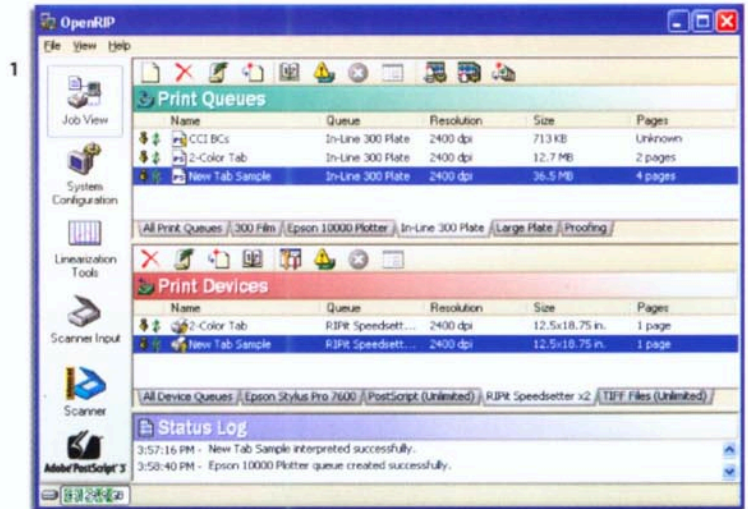 OpenRIP
File View Help
1
Job View
System Configuration
Linearization Tools
Scanner Input
Scanner
Adobe PostScript 3
Print Queues
Name Queue Resolution Size Pages
CCI BCs In-Line 300 Plate 2400 dpi 713 KB Unknown
2-Color Tab In-Line 300 Plate 2400 dpi 12.7 MB 2 pages
New Tab Sample In-Line 300 Plate 2400 dpi 36.5 MB 4 pages
All Print Queues 300 Film Epson 10000 Plotter In-Line 300 Plate Large Plate Proofing
Print Devices
Name Queue Resolution Size Pages
2-Color Tab RIPit Speedsett... 2400 dpi 12.5x18.75 in. 1 page
New Tab Sample RIPit Speedsett... 2400 dpi 12.5x18.75 in. 1 page
All Device Queues Epson Stylus Pro 7600 PostScript (Unlimited) RIPit Speedsetter x2 TIFF Files (Unlimited)
Status Log
3:57:16 PM - New Tab Sample interpreted successfully.
3:58:40 PM - Epson 10000 Plotter queue created successfully.